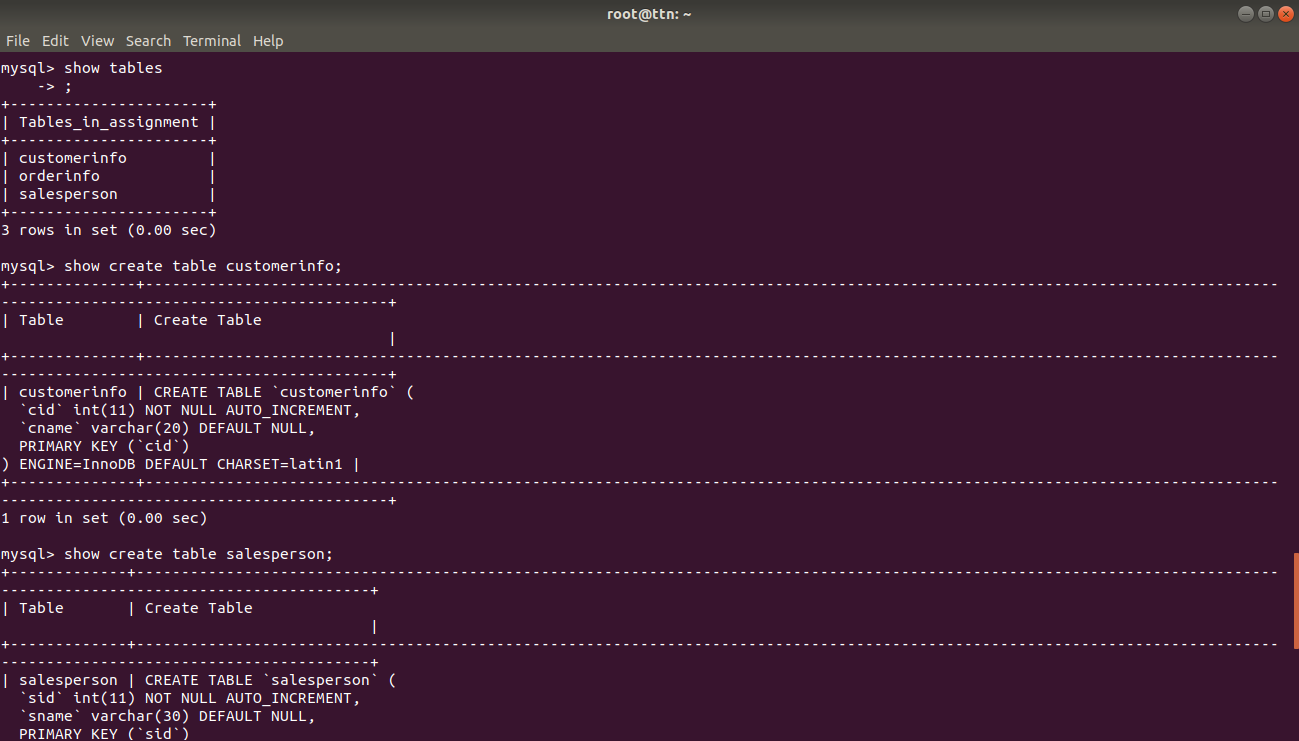 root@ttn: ~
File Edit View Search Terminal Help
mysql> show tables
    -> ;
+----------------------+
| Tables_in_assignment |
+----------------------+
| customerinfo         |
| orderinfo            |
| salesperson          |
+----------------------+
3 rows in set (0.00 sec)

mysql> show create table customerinfo;
+--------------+------------------------------------------------------------------------------------------------------------------------------
-------------------------------------------+
| Table        | Create Table
                                           |
+--------------+------------------------------------------------------------------------------------------------------------------------------
-------------------------------------------+
| customerinfo | CREATE TABLE `customerinfo` (
  `cid` int(11) NOT NULL AUTO_INCREMENT,
  `cname` varchar(20) DEFAULT NULL,
  PRIMARY KEY (`cid`)
) ENGINE=InnoDB DEFAULT CHARSET=latin1 |
+--------------+------------------------------------------------------------------------------------------------------------------------------
-------------------------------------------+
1 row in set (0.00 sec)

mysql> show create table salesperson;
+-------------+-------------------------------------------------------------------------------------------------------------------------------
-----------------------------------------+
| Table       | Create Table
                                         |
+-------------+-------------------------------------------------------------------------------------------------------------------------------
-----------------------------------------+
| salesperson | CREATE TABLE `salesperson` (
  `sid` int(11) NOT NULL AUTO_INCREMENT,
  `sname` varchar(30) DEFAULT NULL,
  PRIMARY KEY (`sid`)